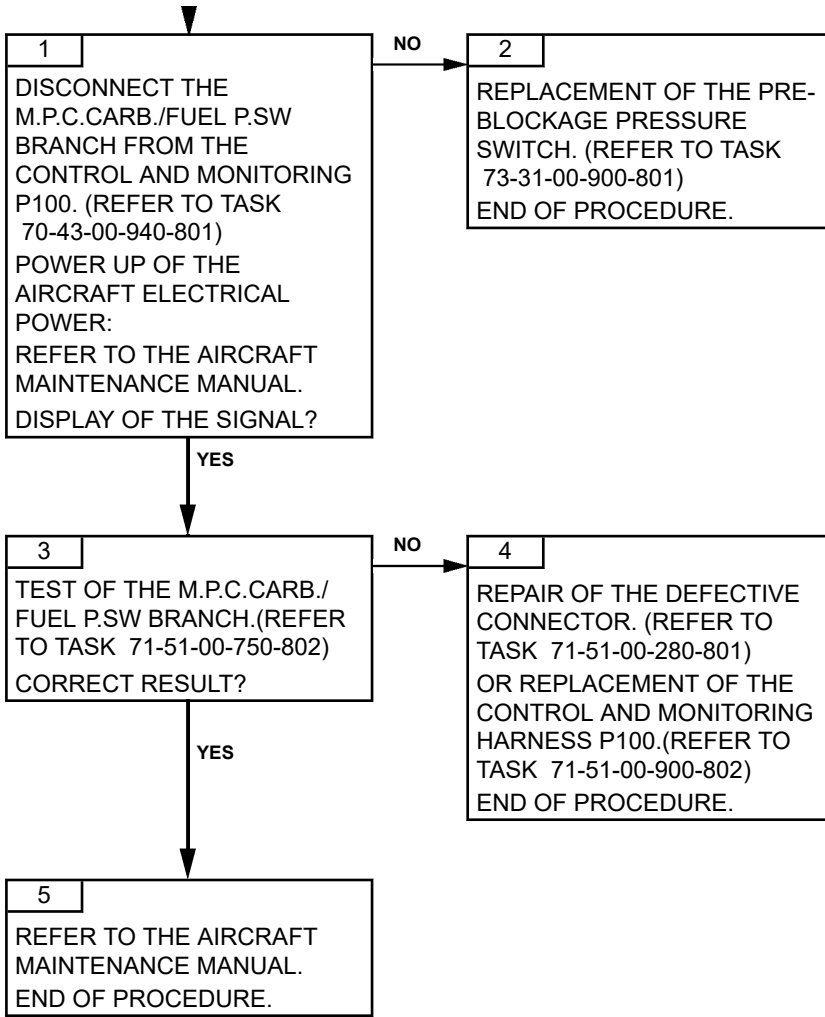 1
DISCONNECT THE
M.P.C.CARB./FUEL P.SW
BRANCH FROM THE
CONTROL AND MONITORING
P100. (REFER TO TASK
70-43-00-940-801)
POWER UP OF THE
AIRCRAFT ELECTRICAL
POWER:
REFER TO THE AIRCRAFT
MAINTENANCE MANUAL.
DISPLAY OF THE SIGNAL?
NO
2
REPLACEMENT OF THE PRE-
BLOCKAGE PRESSURE
SWITCH. (REFER TO TASK
73-31-00-900-801)
END OF PROCEDURE.
YES
3
TEST OF THE M.P.C.CARB./
FUEL P.SW BRANCH.(REFER
TO TASK 71-51-00-750-802)
CORRECT RESULT?
NO
4
REPAIR OF THE DEFECTIVE
CONNECTOR. (REFER TO
TASK 71-51-00-280-801)
OR REPLACEMENT OF THE
CONTROL AND MONITORING
HARNESS P100.(REFER TO
TASK 71-51-00-900-802)
END OF PROCEDURE.
YES
5
REFER TO THE AIRCRAFT
MAINTENANCE MANUAL.
END OF PROCEDURE.